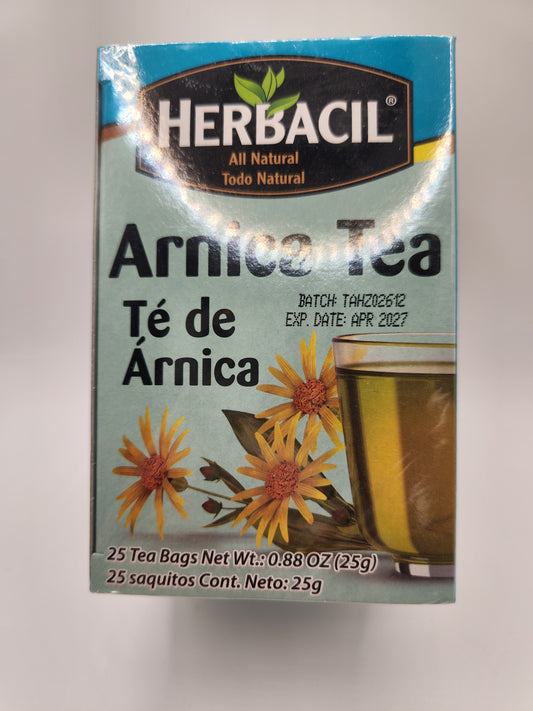 HERBACIL®
All Natural
Todo Natural
Arnica Tea
BATCH: TAHZ02612
EXP. DATE: APR 2027
Té de
Árnica
25 Tea Bags Net Wt.: 0.88 OZ (25g)
25 saquitos Cont. Neto: 25g